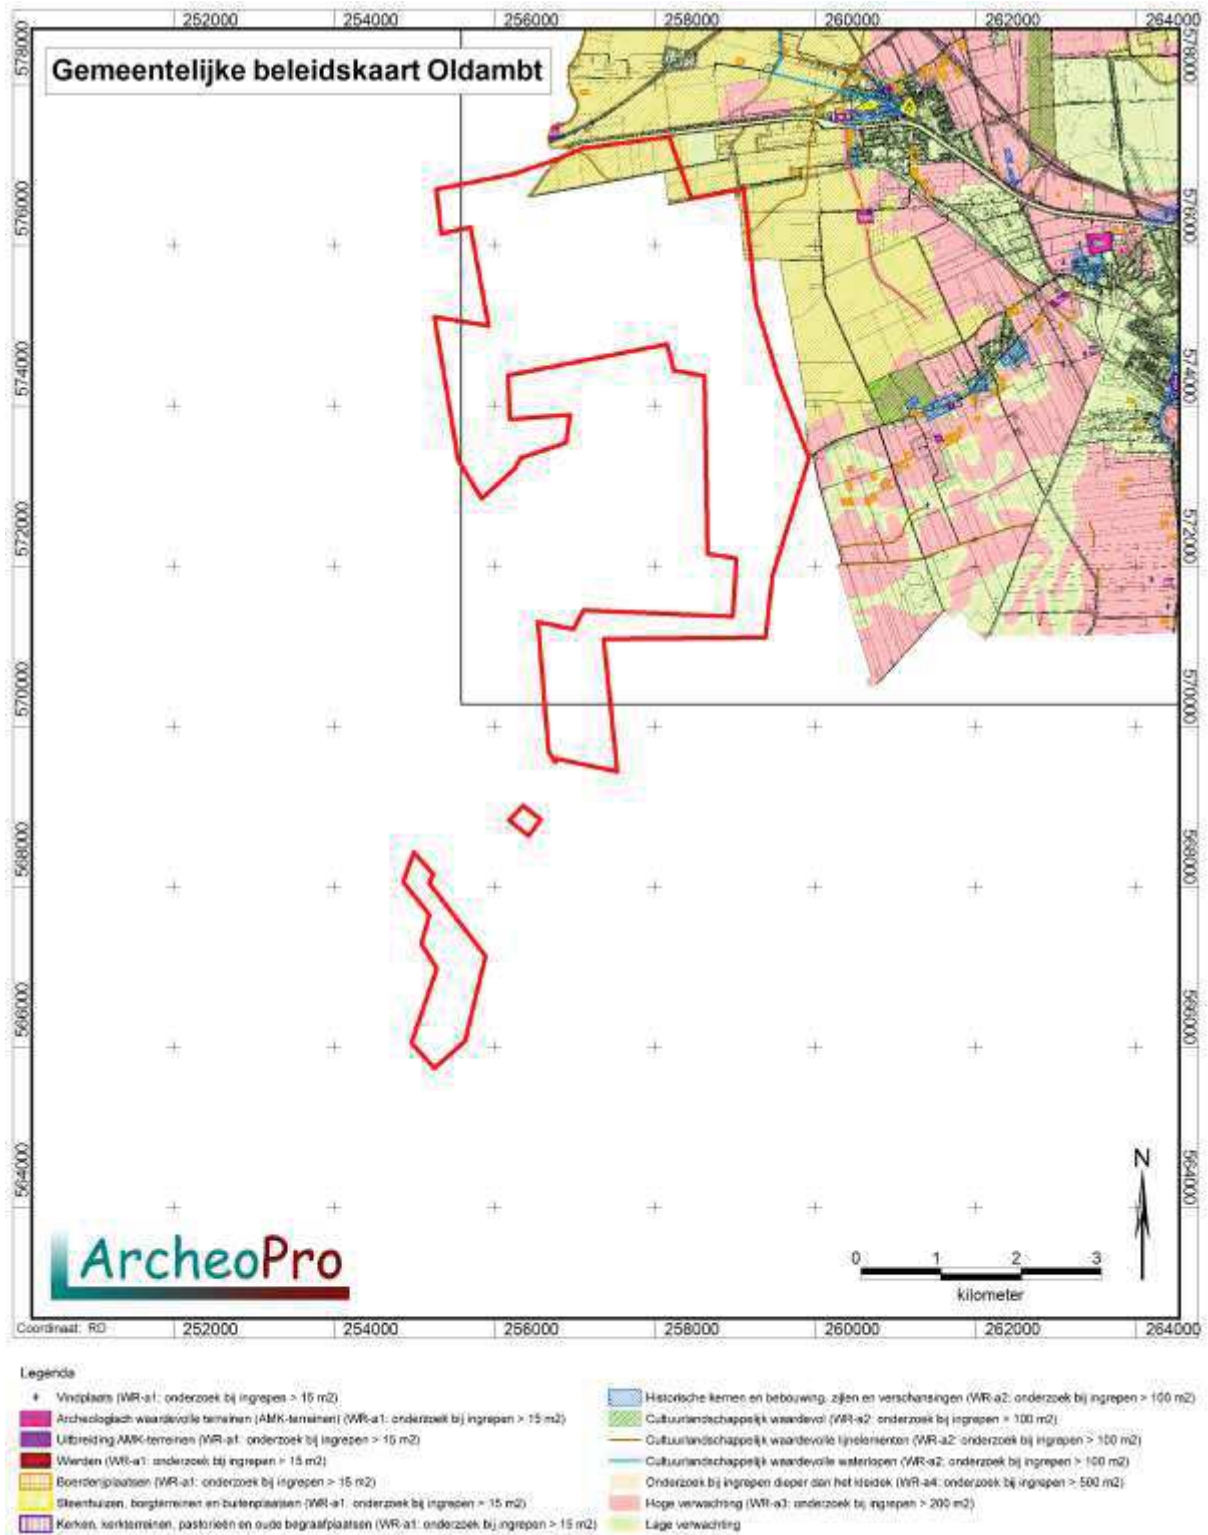 252000 254000 256000 258000 260000 262000 264000
578000 578000
Gemeentelijke beleidskaart Oldambt
576000 576000
574000 574000
572000 572000
570000 570000
568000 568000
566000 566000
564000 564000
N
ArcheoPro
0 1 2 3
kilometer
Coordinaat: RD
252000 254000 256000 258000 260000 262000 264000
Legenda
Vindplaats (WR-a1: onderzoek bij ingrepen > 15 m2)
Archeologisch waardevolle terreinen (AMK-terreinen) (WR-a1: onderzoek bij ingrepen > 15 m2)
Uitbreiding AMK-terreinen (WR-a1: onderzoek bij ingrepen > 15 m2)
Wierden (WR-a1: onderzoek bij ingrepen > 15 m2)
Boerderijplaatsen (WR-a1: onderzoek bij ingrepen > 15 m2)
Steenhuizen, borgterreinen en buitenplaatsen (WR-a1: onderzoek bij ingrepen > 15 m2)
Kerken, kerkterreinen, pastorieën en oude begraafplaatsen (WR-a1: onderzoek bij ingrepen > 15 m2)
Historische kernen en bebouwing, zijlen en verschansingen (WR-a2: onderzoek bij ingrepen > 100 m2)
Cultuurlandschappelijk waardevol (WR-a2: onderzoek bij ingrepen > 100 m2)
Cultuurlandschappelijk waardevolle lijnelementen (WR-a2: onderzoek bij ingrepen > 100 m2)
Cultuurlandschappelijk waardevolle waterlopen (WR-a2: onderzoek bij ingrepen > 100 m2)
Onderzoek bij ingrepen dieper dan het kleidek (WR-a4: onderzoek bij ingrepen > 500 m2)
Hoge verwachting (WR-a3: onderzoek bij ingrepen > 200 m2)
Lage verwachting